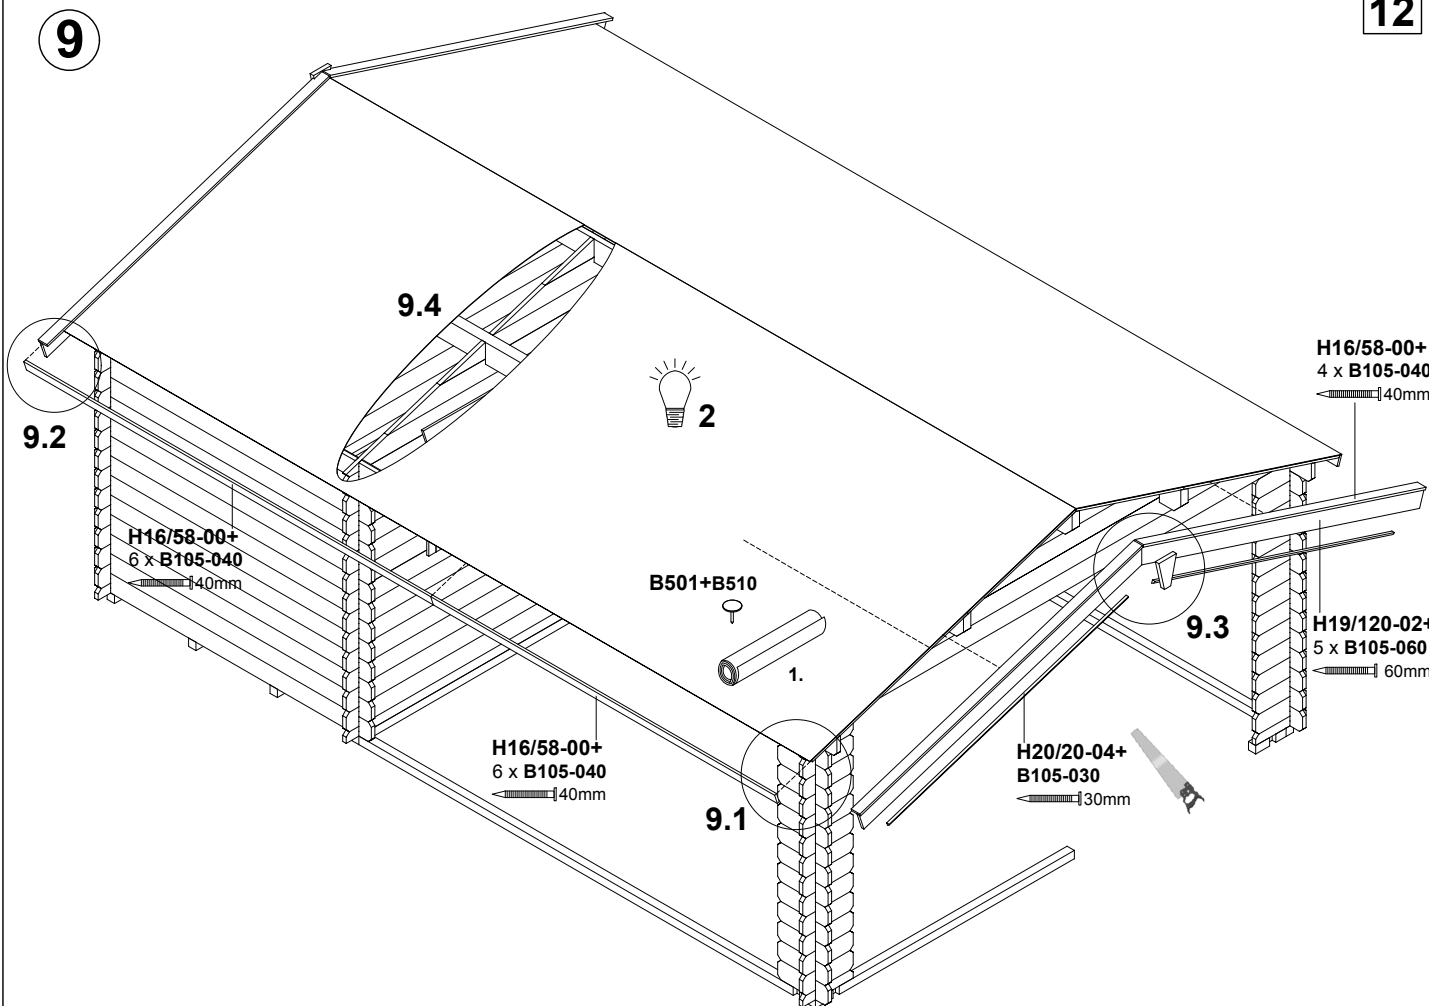 9
12
9.4
2
H16/58-00+
4 x B105-040
40mm
9.2
H16/58-00+
6 x B105-040
40mm
B501+B510
1.
9.3
H19/120-02+
5 x B105-060
60mm
H16/58-00+
6 x B105-040
40mm
H20/20-04+
B105-030
30mm
9.1